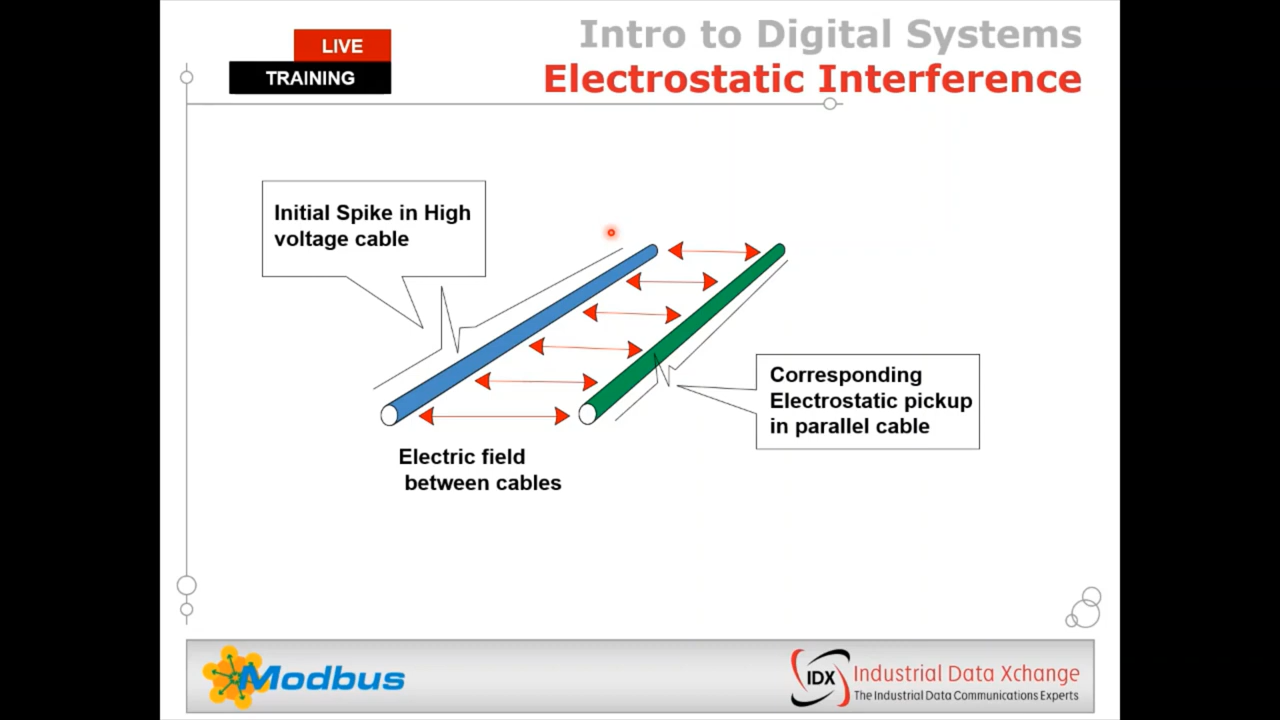 LIVE
TRAINING
Intro to Digital Systems
Electrostatic Interference
Initial Spike in High
voltage cable
Corresponding
Electrostatic pickup
in parallel cable
Electric field
between cables
Modbus
IDX
Industrial Data Xchange
The Industrial Data Communications Experts